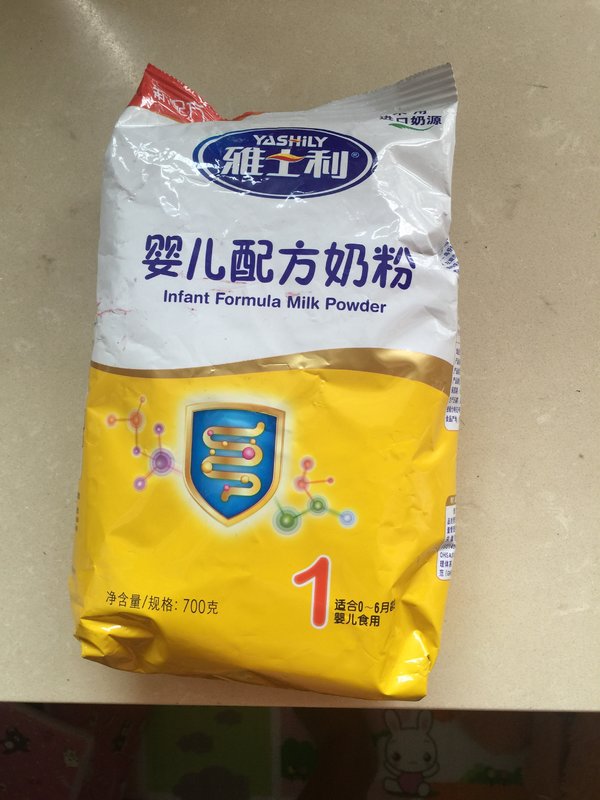 进口奶源
YASHILY
雅士利®
婴儿配方奶粉
Infant Formula Milk Powder
净含量/规格: 700克
1
适合0~6月
婴儿食用